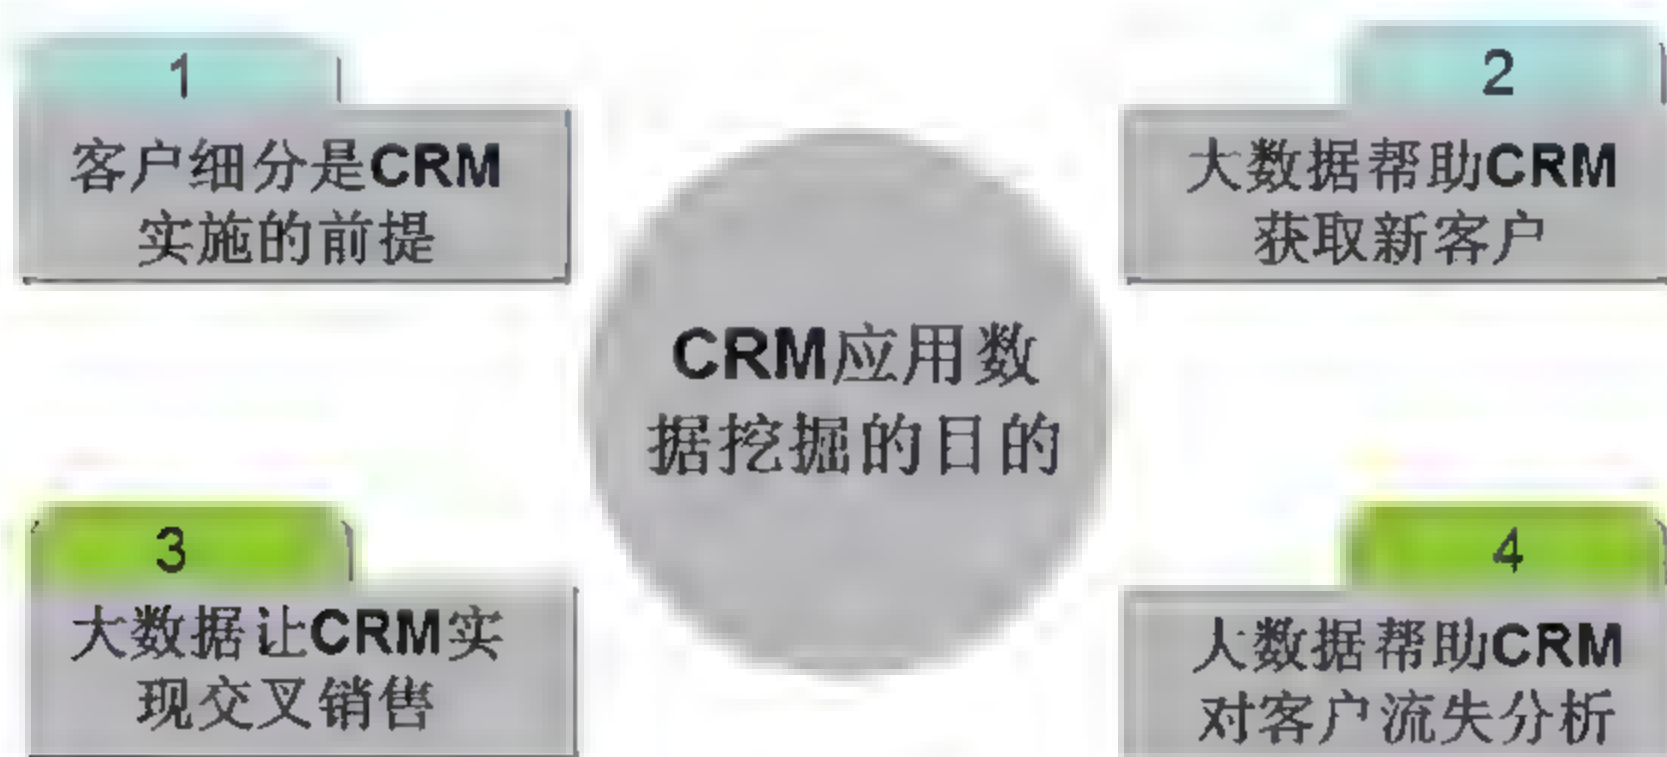 1
客户细分是CRM
实施的前提
2
大数据帮助CRM
获取新客户
CRM应用数
据挖掘的目的
3
大数据让CRM实
现交叉销售
4
大数据帮助CRM
对客户流失分析